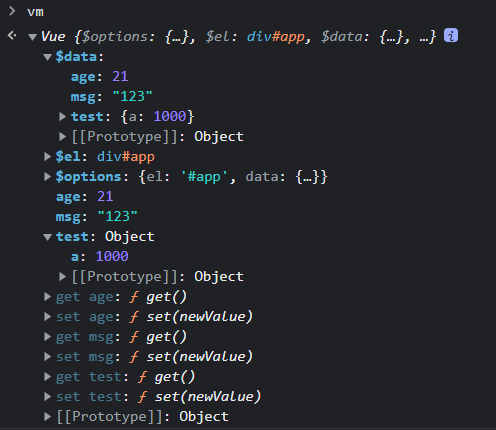 > vm
Vue {$options: {…}, $el: div#app, $data: {…}, …} i
$data:
age: 21
msg: "123"
test: {a: 1000}
[[Prototype]]: Object
$el: div#app
$options: {el: '#app', data: {…}}
age: 21
msg: "123"
test: Object
a: 1000
[[Prototype]]: Object
get age: ƒ get()
set age: ƒ set(newValue)
get msg: ƒ get()
set msg: ƒ set(newValue)
get test: ƒ get()
set test: ƒ set(newValue)
[[Prototype]]: Object